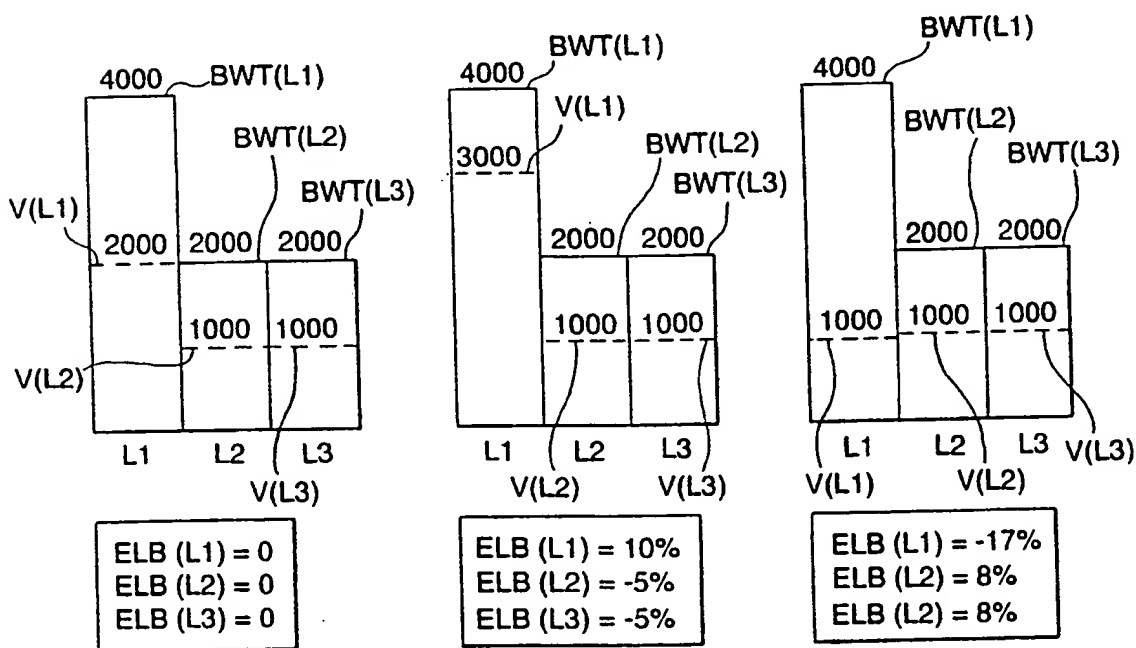 4000
BWT(L1)
BWT(L2)
BWT(L3)
V(L1)
2000 2000 2000
1000 1000
V(L2)
L1 L2 L3
V(L3)
ELB (L1) = 0
ELB (L2) = 0
ELB (L3) = 0
4000
BWT(L1)
V(L1)
3000
BWT(L2)
BWT(L3)
2000 2000
1000 1000
L1 L2 L3
V(L2) V(L3)
ELB (L1) = 10%
ELB (L2) = -5%
ELB (L3) = -5%
4000
BWT(L1)
BWT(L2)
BWT(L3)
2000 2000
1000 1000 1000
L1 L2 L3
V(L1) V(L2) V(L3)
ELB (L1) = -17%
ELB (L2) = 8%
ELB (L2) = 8%